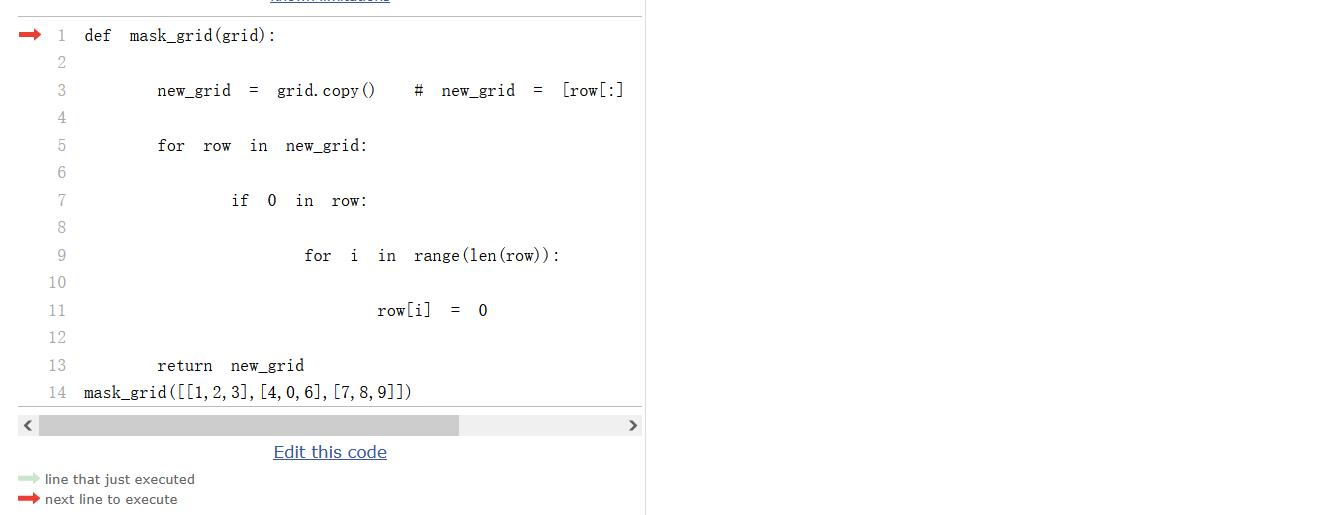 known limitations
1 def mask_grid(grid):
2
3 new_grid = grid.copy() # new_grid = [row[:]
4
5 for row in new_grid:
6
7 if 0 in row:
8
9 for i in range(len(row)):
10
11 row[i] = 0
12
13 return new_grid
14 mask_grid([[1,2,3],[4,0,6],[7,8,9]])
Edit this code
line that just executed
next line to execute